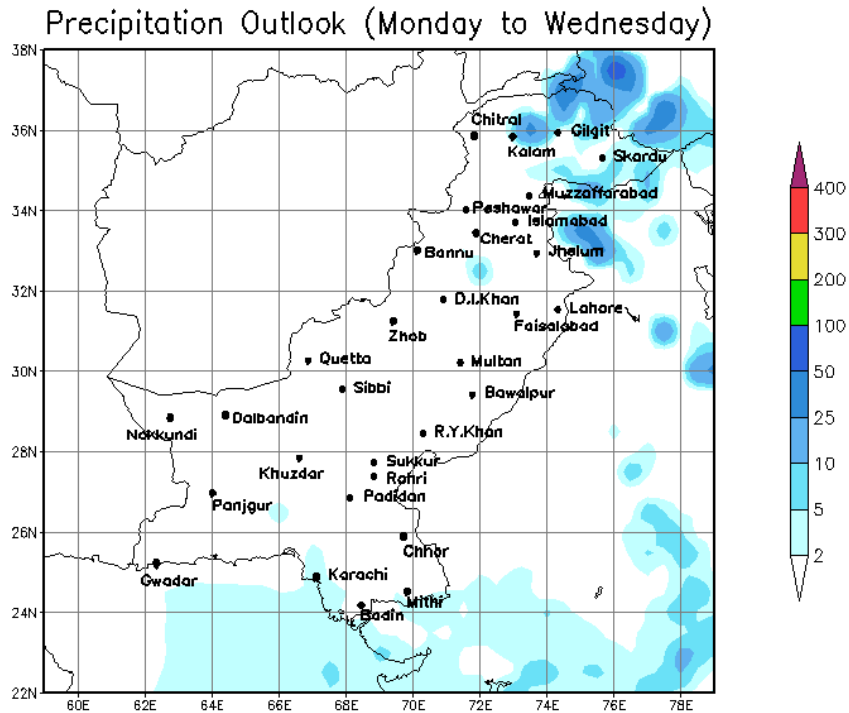 Precipitation Outlook (Monday to Wednesday)
38N
36N
34N
32N
30N
28N
26N
24N
22N
60E 62E 64E 66E 68E 70E 72E 74E 76E 78E
Chitral
Gilgit
Kalam
Skardu
Muzzaffarabad
Peshawar
Islamabad
Cherat
Bannu
Jhelum
D.I.Khan
Lahore
Faisalabad
Zhob
Quetta
Multan
Sibbi
Bawalpur
Dalbandin
Nokkundi
R.Y.Khan
Sukkur
Khuzdar
Rohri
Panjgur
Padidan
Chhor
Gwadar
Karachi
Mithi
Badin
400
300
200
100
50
25
10
5
2